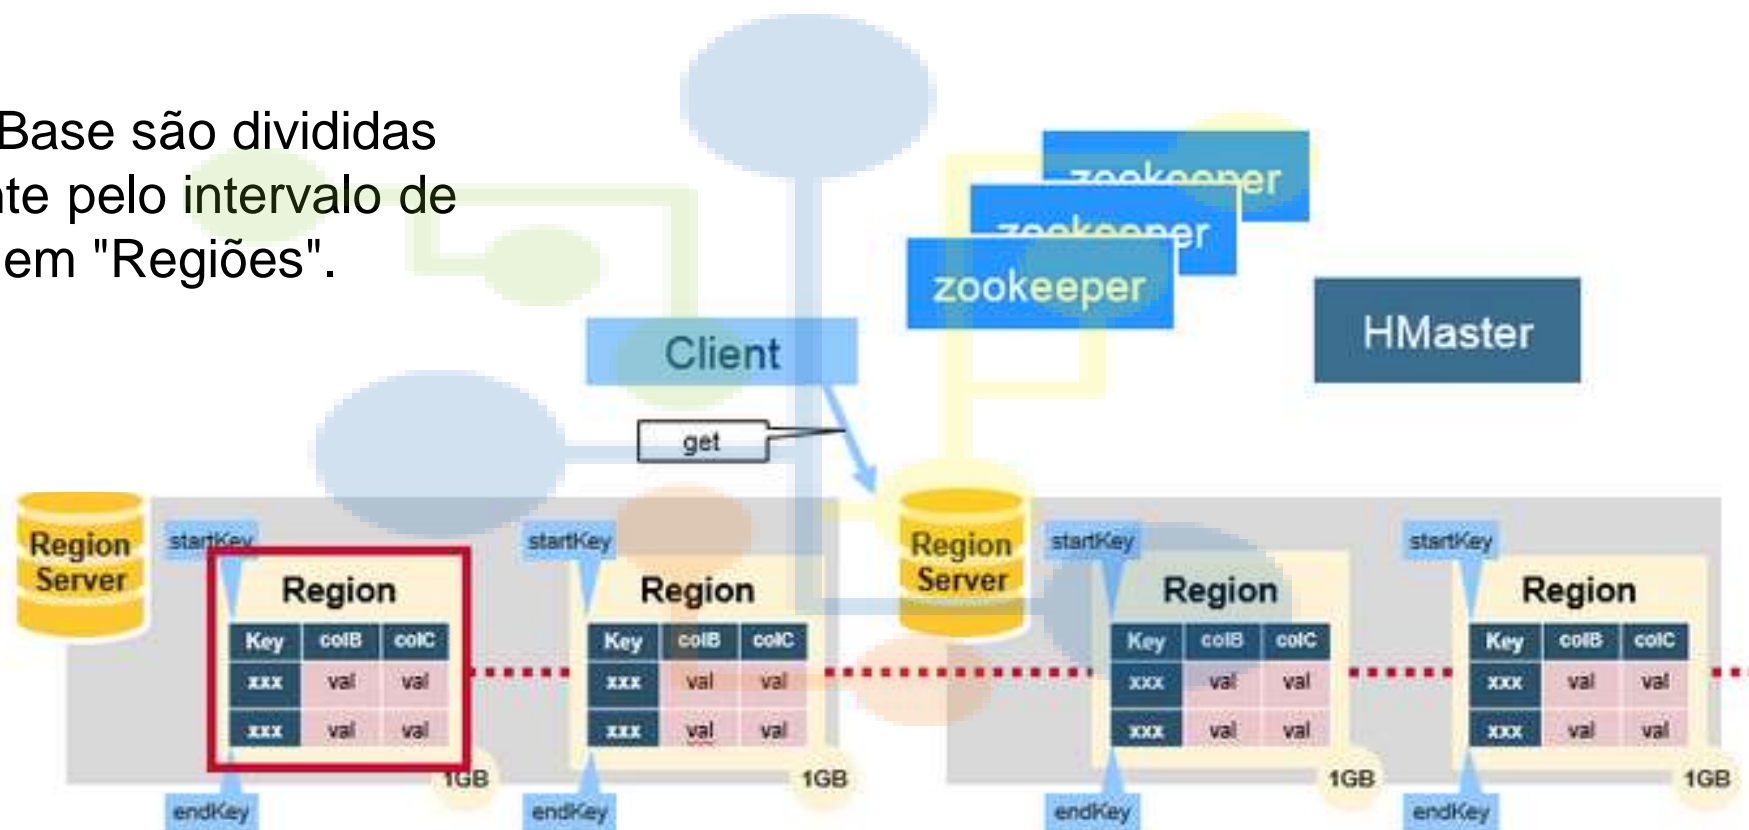 Base são divididas
nte pelo intervalo de
em "Regiões".
zookeeper
zookeeper
zookeeper
HMaster
Client
get
Region
Server
startKey
Region
Key colB colC
xxx val val
xxx val val
1GB
endKey
startKey
Region
Key colB colC
xxx val val
xxx val val
1GB
endKey
Region
Server
startKey
Region
Key colB colC
xxx val val
xxx val val
1GB
endKey
startKey
Region
Key colB colC
xxx val val
xxx val val
1GB
endKey